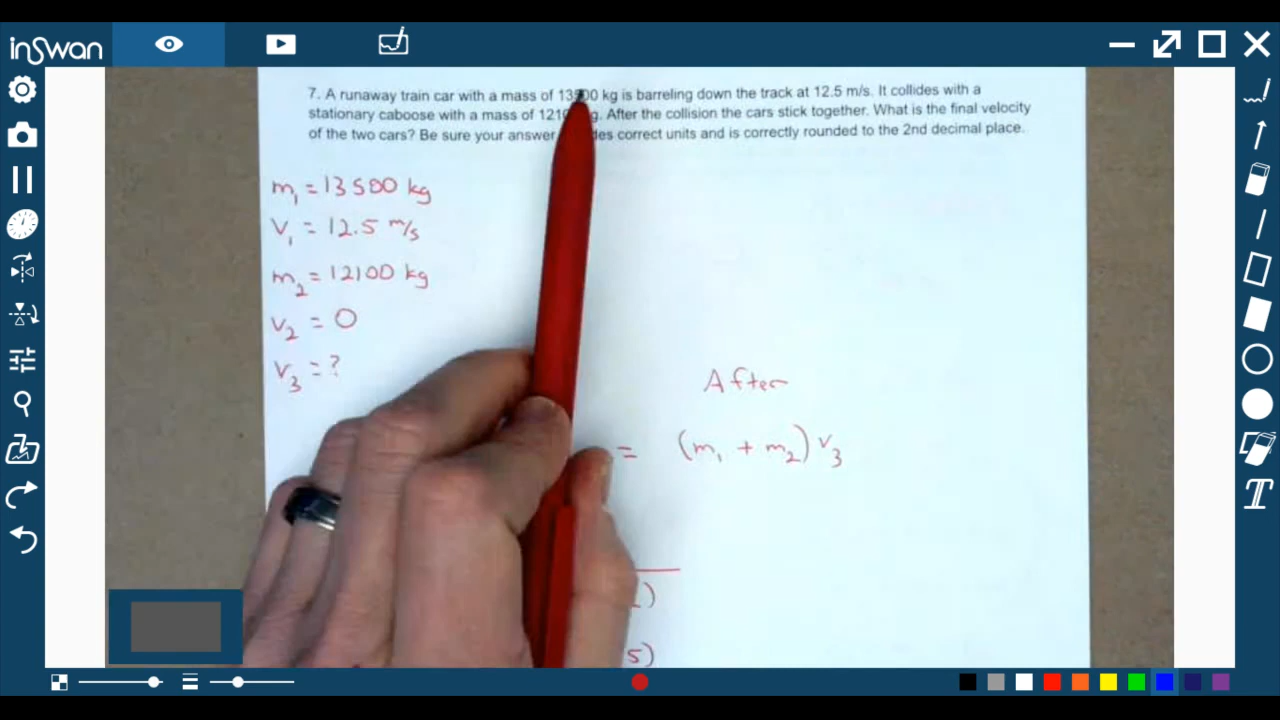 inSwan
7. A runaway train car with a mass of kg is barreling down the track at 12.5 m/s. It collides with a
stationary caboose with a mass of After the collision the cars stick together. What is the final velocity
of the two cars? Be sure your answer correct units and is correctly rounded to the 2nd decimal place.
m₁ = 13500 kg
v₁ = 12.5 m/s
m₂ = 12100 kg
v₂ = 0
v₃ = ?
After
= (m₁ + m₂) v₃
)
5)
T